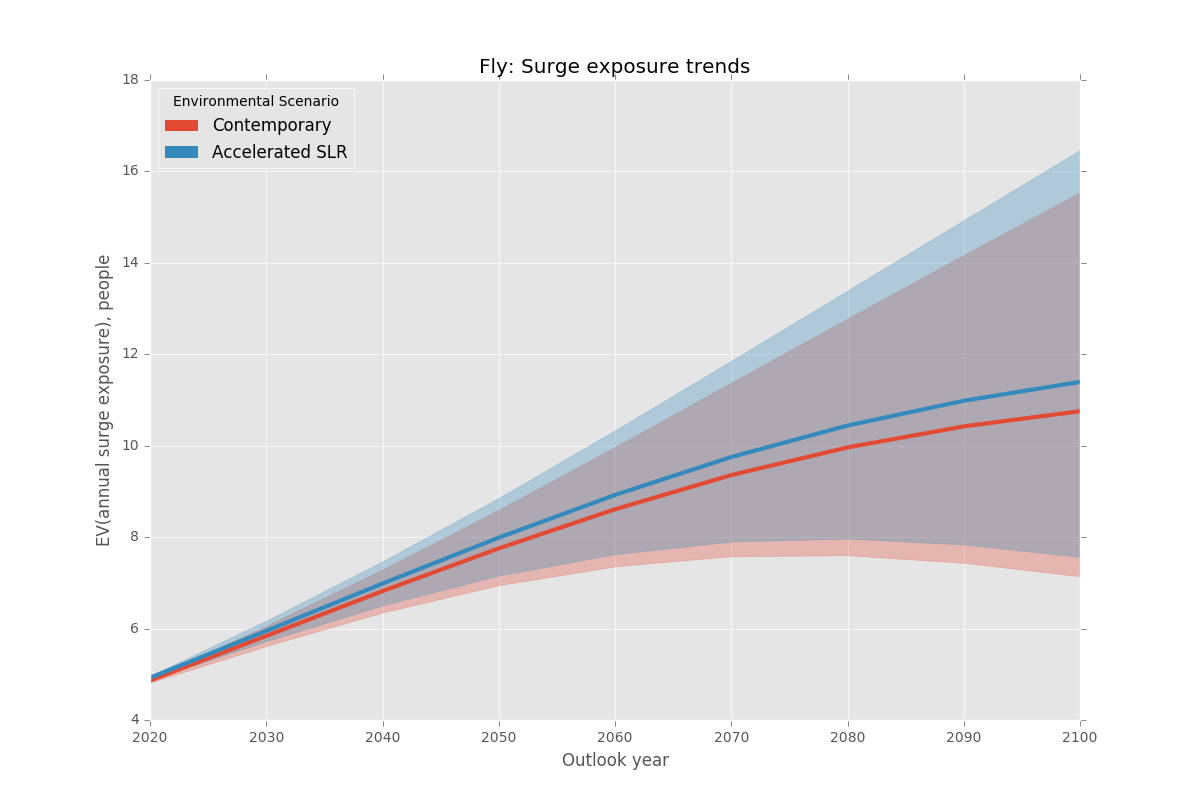 Fly: Surge exposure trends
Environmental Scenario
Contemporary
Accelerated SLR
EV(annual surge exposure), people
18
16
14
12
10
8
6
4
2020 2030 2040 2050 2060 2070 2080 2090 2100
Outlook year